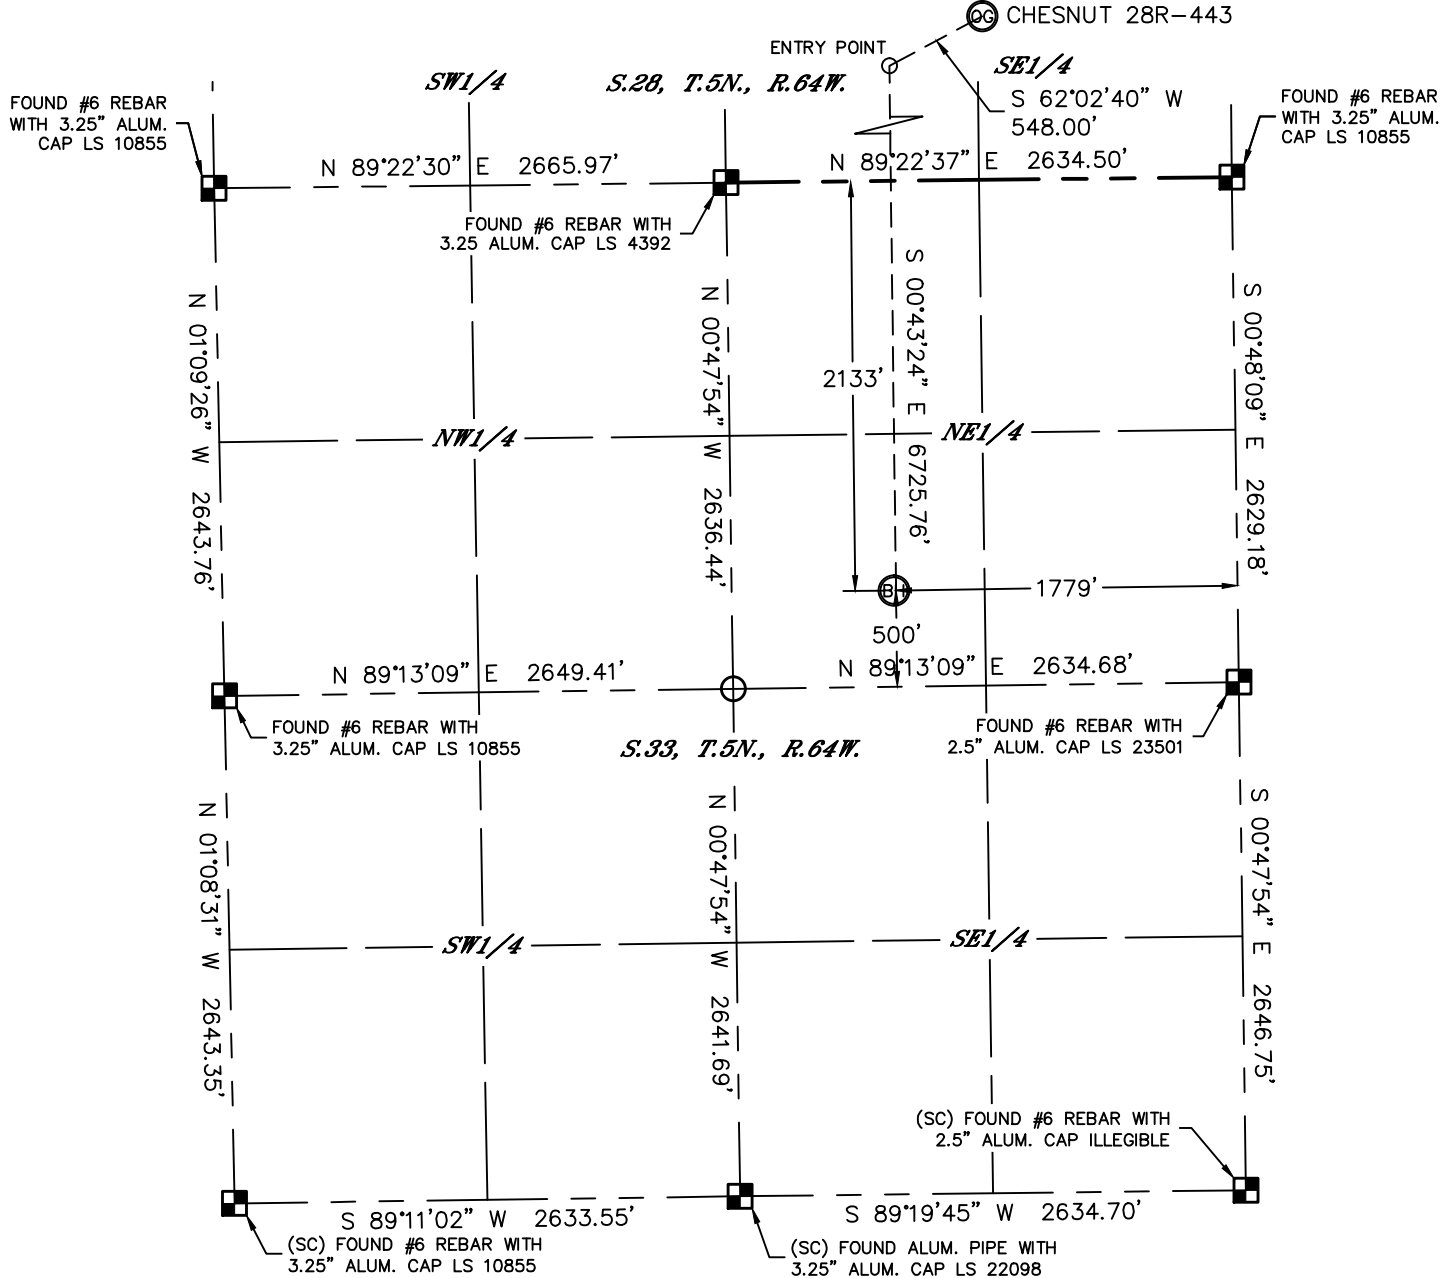 OG CHESNUT 28R-443
ENTRY POINT
SW1/4
S.28, T.5N., R.64W.
SE1/4
S 62°02'40" W
548.00'
FOUND #6 REBAR
WITH 3.25" ALUM.
CAP LS 10855
FOUND #6 REBAR
WITH 3.25" ALUM.
CAP LS 10855
N 89°22'30" E 2665.97'
N 89°22'37" E 2634.50'
FOUND #6 REBAR WITH
3.25 ALUM. CAP LS 4392
N 01°09'26" W 2643.76'
N 00°47'54" W 2636.44'
S 00°43'24" E 6725.76'
S 00°48'09" E 2629.18'
2133'
NW1/4
NE1/4
1779'
500'
N 89°13'09" E 2649.41'
N 89°13'09" E 2634.68'
FOUND #6 REBAR WITH
3.25" ALUM. CAP LS 10855
FOUND #6 REBAR WITH
2.5" ALUM. CAP LS 23501
S.33, T.5N., R.64W.
N 01°08'31" W 2643.35'
N 00°47'54" W 2641.69'
S 00°47'54" E 2646.75'
SW1/4
SE1/4
(SC) FOUND #6 REBAR WITH
2.5" ALUM. CAP ILLEGIBLE
S 89°11'02" W 2633.55'
S 89°19'45" W 2634.70'
(SC) FOUND #6 REBAR WITH
3.25" ALUM. CAP LS 10855
(SC) FOUND ALUM. PIPE WITH
3.25" ALUM. CAP LS 22098